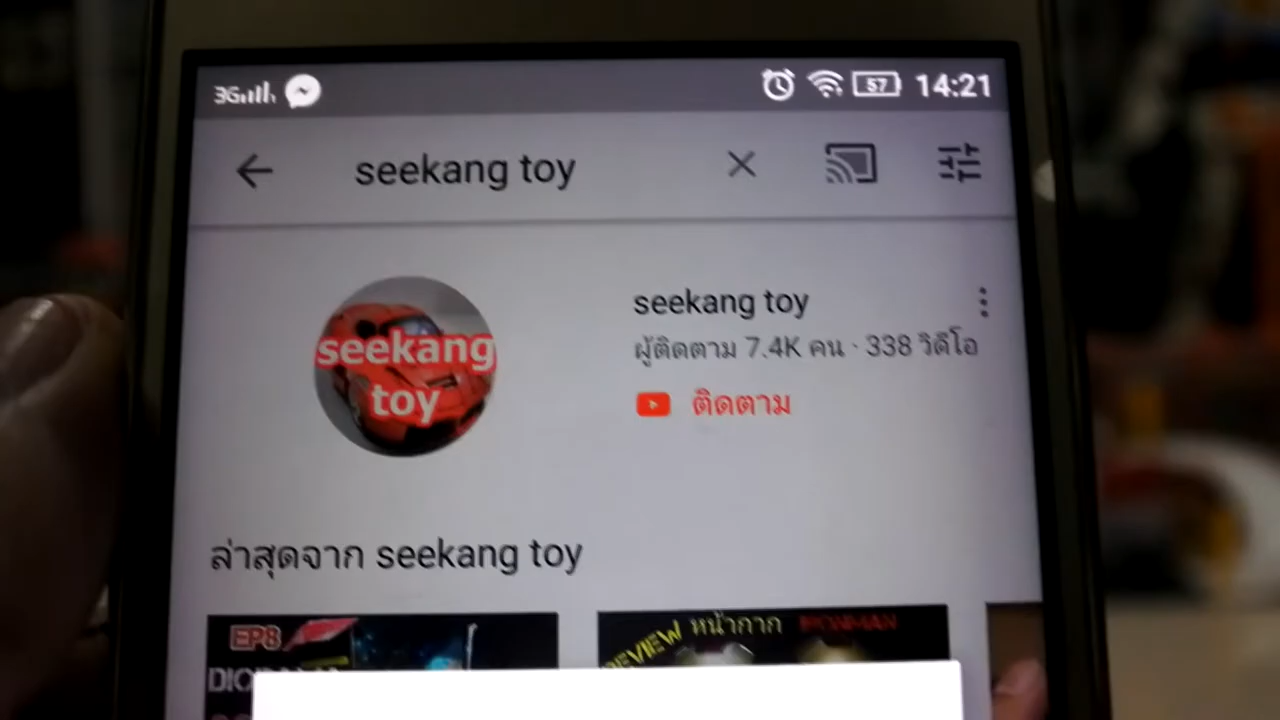 3G 57 14:21
seekang toy
seekang
toy
seekang toy
ผู้ติดตาม 7.4K คน · 338 วิดีโอ
ติดตาม
ล่าสุดจาก seekang toy
EP8
REVIEW หน้ากาก IRONMAN